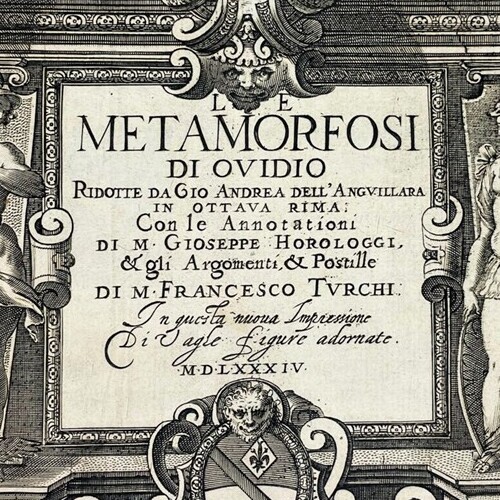 LE
METAMORFOSI
DI OVIDIO
RIDOTTE DA GIO ANDREA DELL'ANGVILLARA
IN OTTAVA RIMA:
Con le Annotationi
DI M. GIOSEPPE HOROLOGGI,
& gli Argomenti, & Postille
DI M. FRANCESCO TVRCHI.
In questa nuova Impressione
Di Vaghe figure adornate.
M·D·LXXXIV.